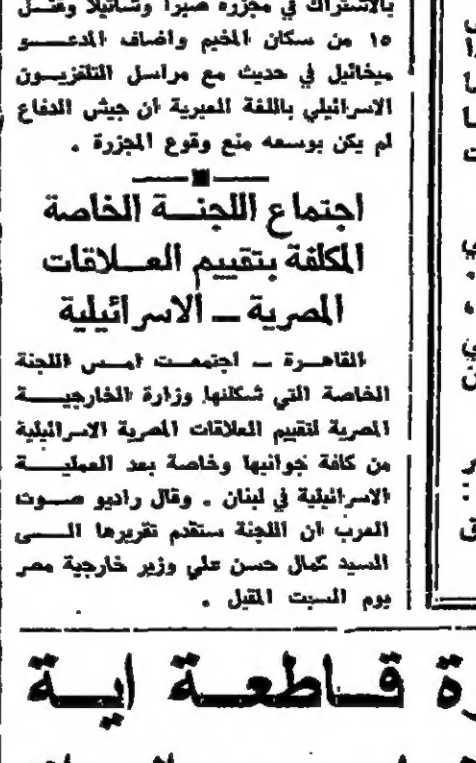 بالاشتراك في مجزرة صبرا وشاتيلا وقتل
١٥ من سكان المخيم واضاف المدعو
ميخائيل في حديث مع مراسل التلفزيون
الاسرائيلي باللغة العبرية ان جيش الدفاع
لم يكن بوسعه منع وقوع المجزرة .
اجتماع اللجنة الخاصة
المكلفة بتقييم العلاقات
المصرية ــ الاسرائيلية
القاهرة ــ اجتمعت امس اللجنة
الخاصة التي شكلتها وزارة الخارجية
المصرية لتقييم العلاقات المصرية الاسرائيلية
من كافة جوانبها وخاصة بعد العملية
الاسرائيلية في لبنان . وقال راديو صوت
العرب ان اللجنة ستقدم تقريرها الى
السيد كمال حسن علي وزير خارجية مصر
يوم السبت المقبل .
قاطعة اية